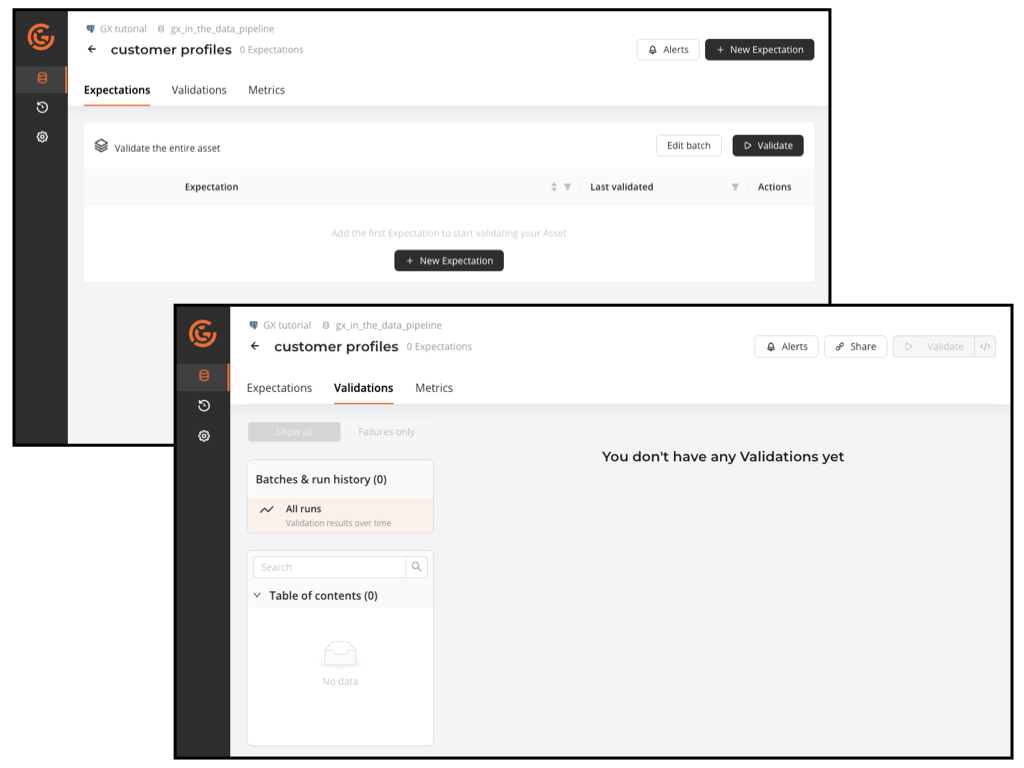 GX tutorial gx_in_the_data_pipeline
customer profiles 0 Expectations
Alerts
New Expectation
Expectations Validations Metrics
Validate the entire asset
Edit batch
Validate
Expectation Last validated Actions
Add the first Expectation to start validating your Asset
New Expectation
GX tutorial gx_in_the_data_pipeline
customer profiles 0 Expectations
Alerts
Share
Validate </>
Expectations Validations Metrics
Show all Failures only
You don't have any Validations yet
Batches & run history (0)
All runs
Validation results over time
Search
Table of contents (0)
No data